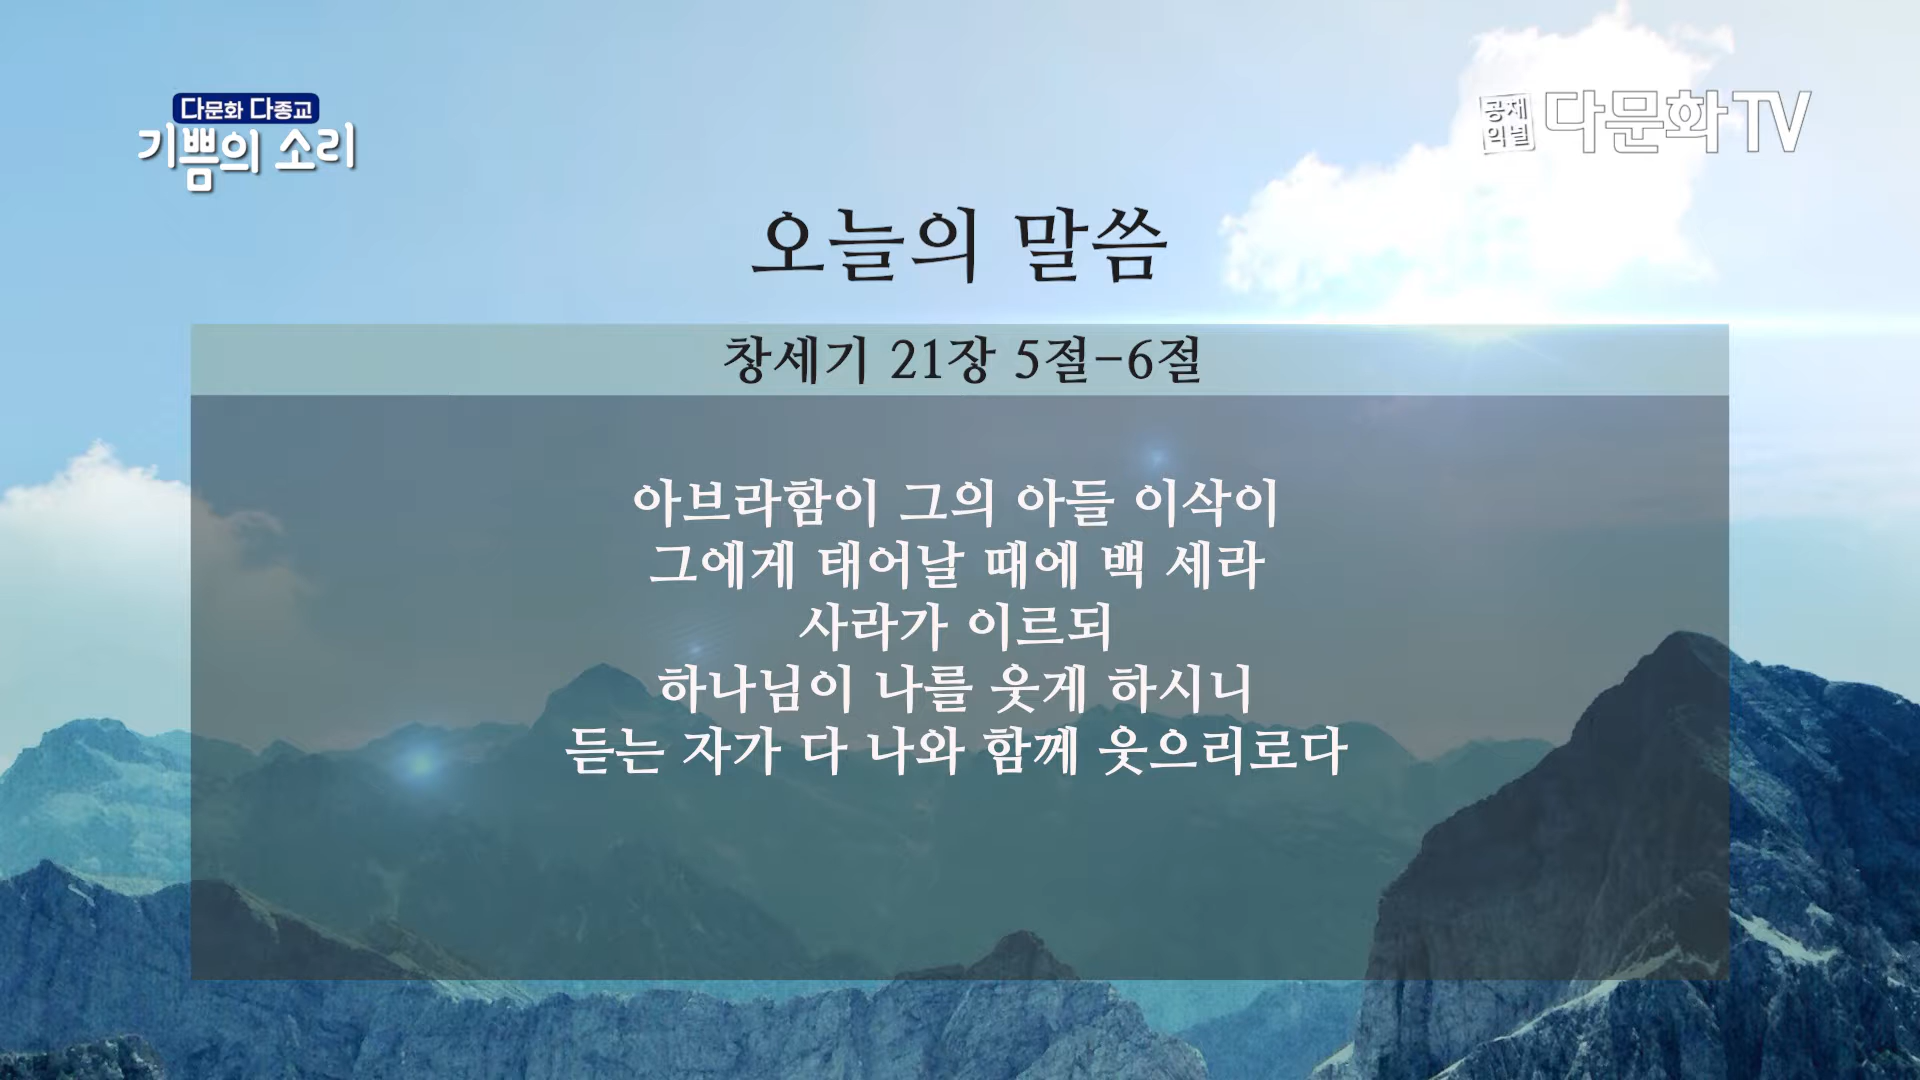 다문화 다종교
기쁨의 소리
공채
익널 다문화TV
오늘의 말씀
창세기 21장 5절-6절
아브라함이 그의 아들 이삭이
그에게 태어날 때에 백 세라
사라가 이르되
하나님이 나를 웃게 하시니
듣는 자가 다 나와 함께 웃으리로다